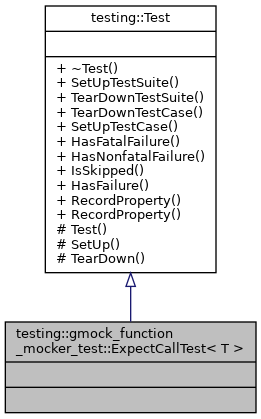 testing::Test
+ ~Test()
+ SetUpTestSuite()
+ TearDownTestSuite()
+ TearDownTestCase()
+ SetUpTestCase()
+ HasFatalFailure()
+ HasNonfatalFailure()
+ IsSkipped()
+ HasFailure()
+ RecordProperty()
+ RecordProperty()
# Test()
# SetUp()
# TearDown()
testing::gmock_function
_mocker_test::ExpectCallTest< T >